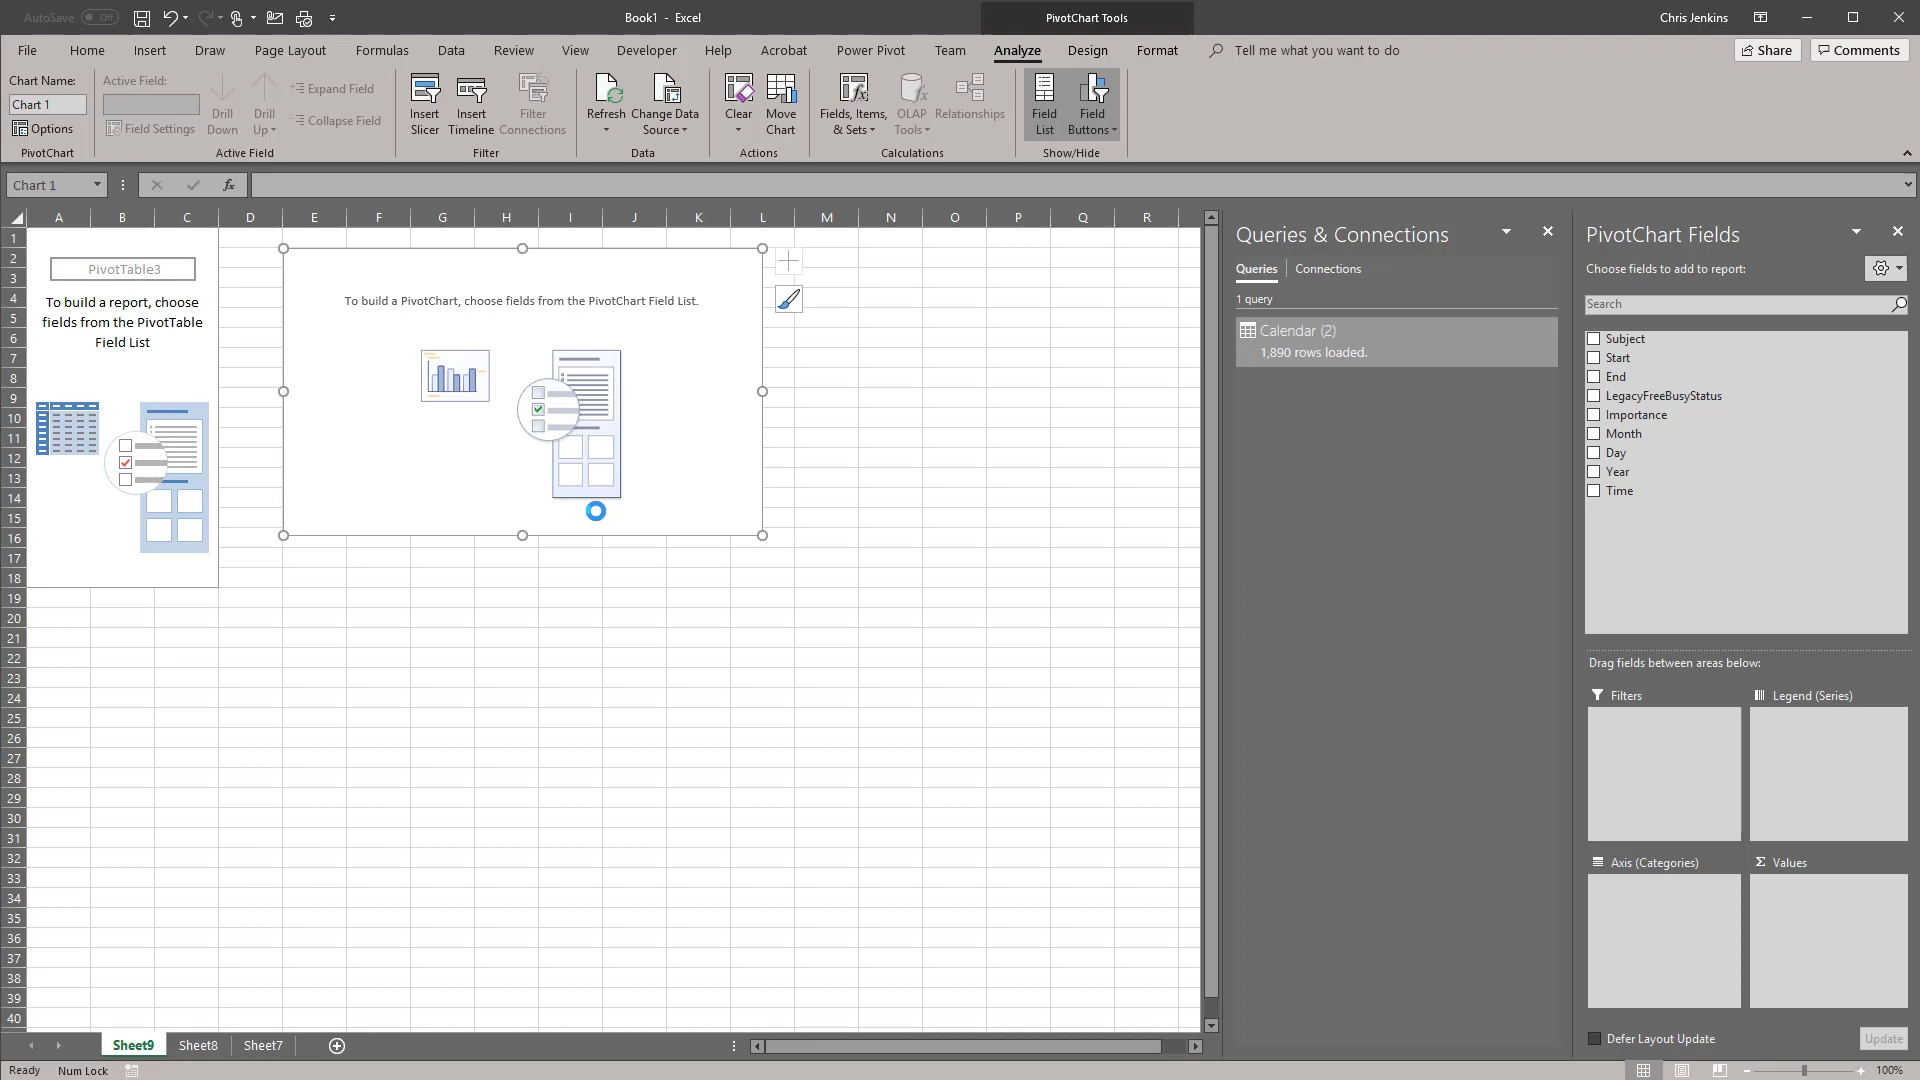 AutoSave Off
Book1 - Excel
PivotChart Tools
Chris Jenkins
File Home Insert Draw Page Layout Formulas Data Review View Developer Help Acrobat Power Pivot Team Analyze Design Format Tell me what you want to do Share Comments
Chart Name:
Chart 1
Options
PivotChart
Active Field:
Field Settings
Drill Down
Drill Up
Expand Field
Collapse Field
Active Field
Insert Slicer
Insert Timeline
Filter Connections
Filter
Refresh
Change Data Source
Data
Clear
Move Chart
Actions
Fields, Items, & Sets
OLAP Tools
Relationships
Calculations
Field List
Field Buttons
Show/Hide
Chart 1
fx
A B C D E F G H I J K L M N O P Q R
1
2
3
4
5
6
7
8
9
10
11
12
13
14
15
16
17
18
19
20
21
22
23
24
25
26
27
28
29
30
31
32
33
34
35
36
37
38
39
40
PivotTable3
To build a report, choose
fields from the PivotTable
Field List
To build a PivotChart, choose fields from the PivotChart Field List.
Queries & Connections
Queries Connections
1 query
Calendar (2)
1,890 rows loaded.
PivotChart Fields
Choose fields to add to report:
Search
Subject
Start
End
LegacyFreeBusyStatus
Importance
Month
Day
Year
Time
Drag fields between areas below:
Filters
Legend (Series)
Axis (Categories)
Σ Values
Defer Layout Update
Update
Sheet9 Sheet8 Sheet7
Ready Num Lock
100%